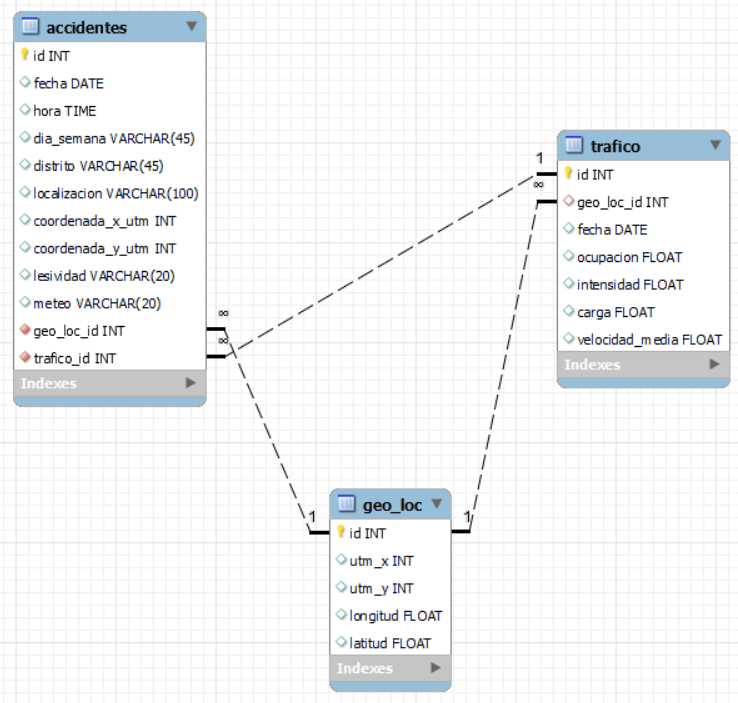 accidentes
id INT
fecha DATE
hora TIME
dia_semana VARCHAR(45)
distrito VARCHAR(45)
localizacion VARCHAR(100)
coordenada_x_utm INT
coordenada_y_utm INT
lesividad VARCHAR(20)
meteo VARCHAR(20)
geo_loc_id INT
trafico_id INT
Indexes
∞
∞
1
∞
trafico
id INT
geo_loc_id INT
fecha DATE
ocupacion FLOAT
intensidad FLOAT
carga FLOAT
velocidad_media FLOAT
Indexes
1
1
geo_loc
id INT
utm_x INT
utm_y INT
longitud FLOAT
latitud FLOAT
Indexes